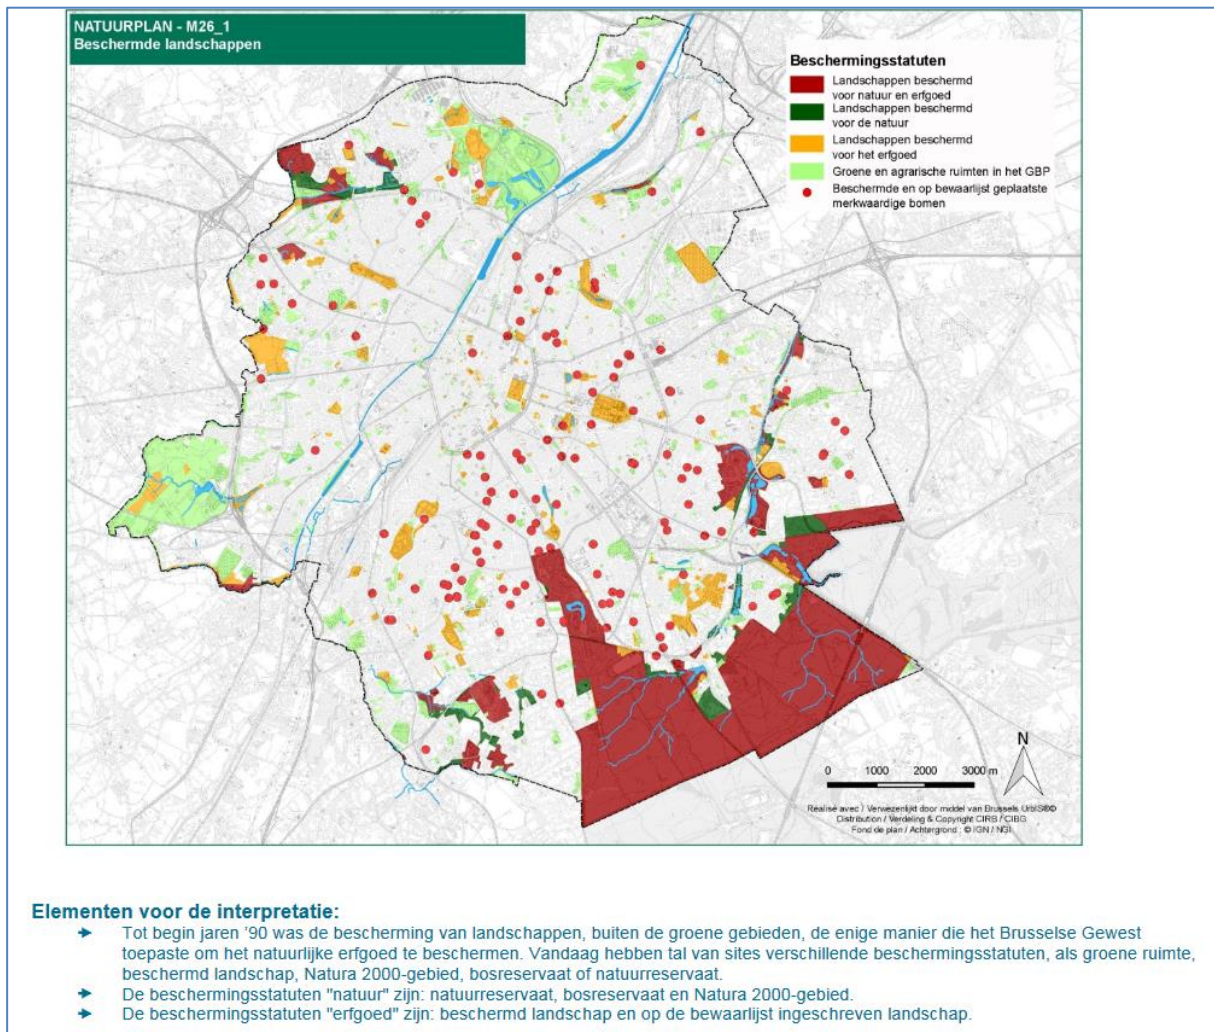 NATUURPLAN - M26_1
Beschermde landschappen
Beschermingsstatuten
Landschappen beschermd
voor natuur en erfgoed
Landschappen beschermd
voor de natuur
Landschappen beschermd
voor het erfgoed
Groene en agrarische ruimten in het GBP
Beschermde en op bewaarlijst geplaatste
merkwaardige bomen
N
0 1000 2000 3000 m
Réalisé avec / Verwezenlijkt door middel van Brussels UrbIS®©
Distribution / Verdeling & Copyright CIRB / CIBG
Fond de plan / Achtergrond : © IGN / NGI
Elementen voor de interpretatie:
→ Tot begin jaren '90 was de bescherming van landschappen, buiten de groene gebieden, de enige manier die het Brusselse Gewest
toepaste om het natuurlijke erfgoed te beschermen. Vandaag hebben tal van sites verschillende beschermingsstatuten, als groene ruimte,
beschermd landschap, Natura 2000-gebied, bosreservaat of natuurreservaat.
→ De beschermingsstatuten "natuur" zijn: natuurreservaat, bosreservaat en Natura 2000-gebied.
→ De beschermingsstatuten "erfgoed" zijn: beschermd landschap en op de bewaarlijst ingeschreven landschap.